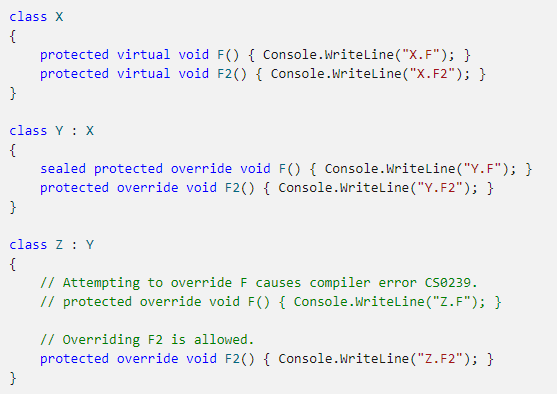 class X
{
    protected virtual void F() { Console.WriteLine("X.F"); }
    protected virtual void F2() { Console.WriteLine("X.F2"); }
}

class Y : X
{
    sealed protected override void F() { Console.WriteLine("Y.F"); }
    protected override void F2() { Console.WriteLine("Y.F2"); }
}

class Z : Y
{
    // Attempting to override F causes compiler error CS0239.
    // protected override void F() { Console.WriteLine("Z.F"); }

    // Overriding F2 is allowed.
    protected override void F2() { Console.WriteLine("Z.F2"); }
}